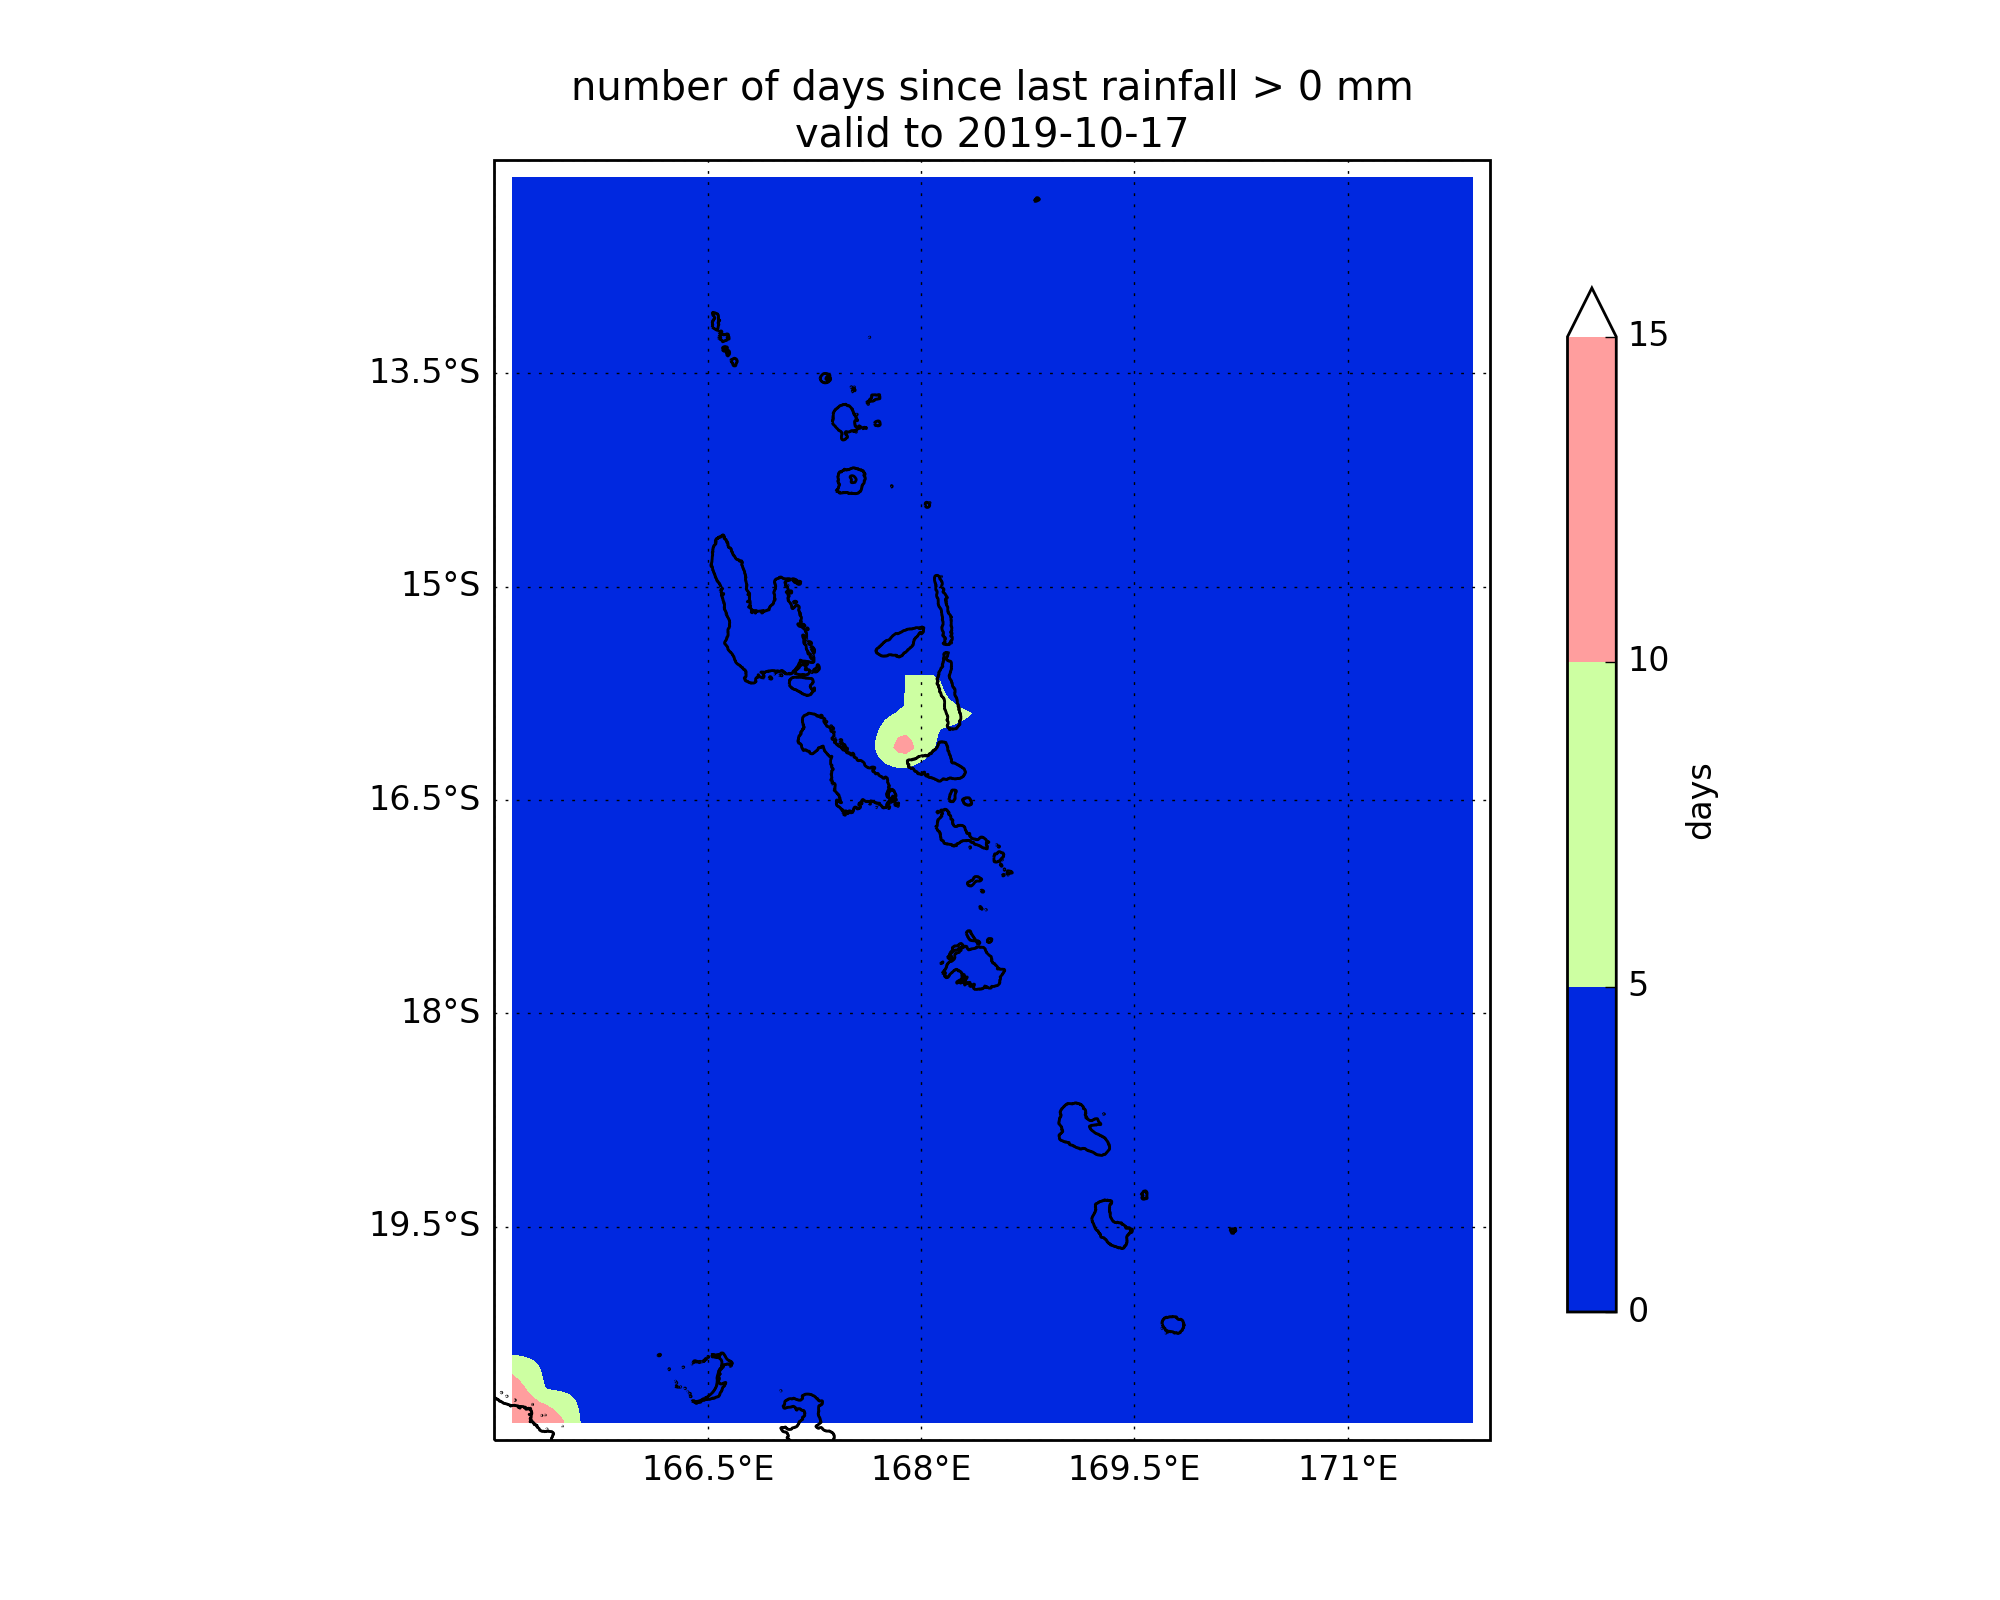 number of days since last rainfall > 0 mm
valid to 2019-10-17
13.5°S
15°S
16.5°S
18°S
19.5°S
166.5°E
168°E
169.5°E
171°E
15
10
5
0
days